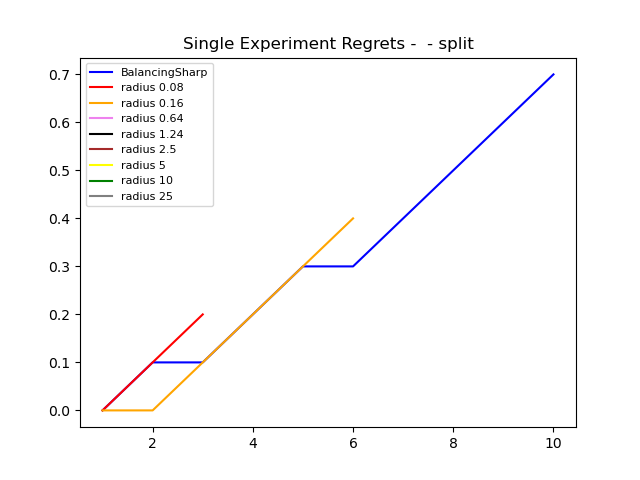 Single Experiment Regrets -  - split
BalancingSharp
radius 0.08
radius 0.16
radius 0.64
radius 1.24
radius 2.5
radius 5
radius 10
radius 25
0.7
0.6
0.5
0.4
0.3
0.2
0.1
0.0
2 4 6 8 10